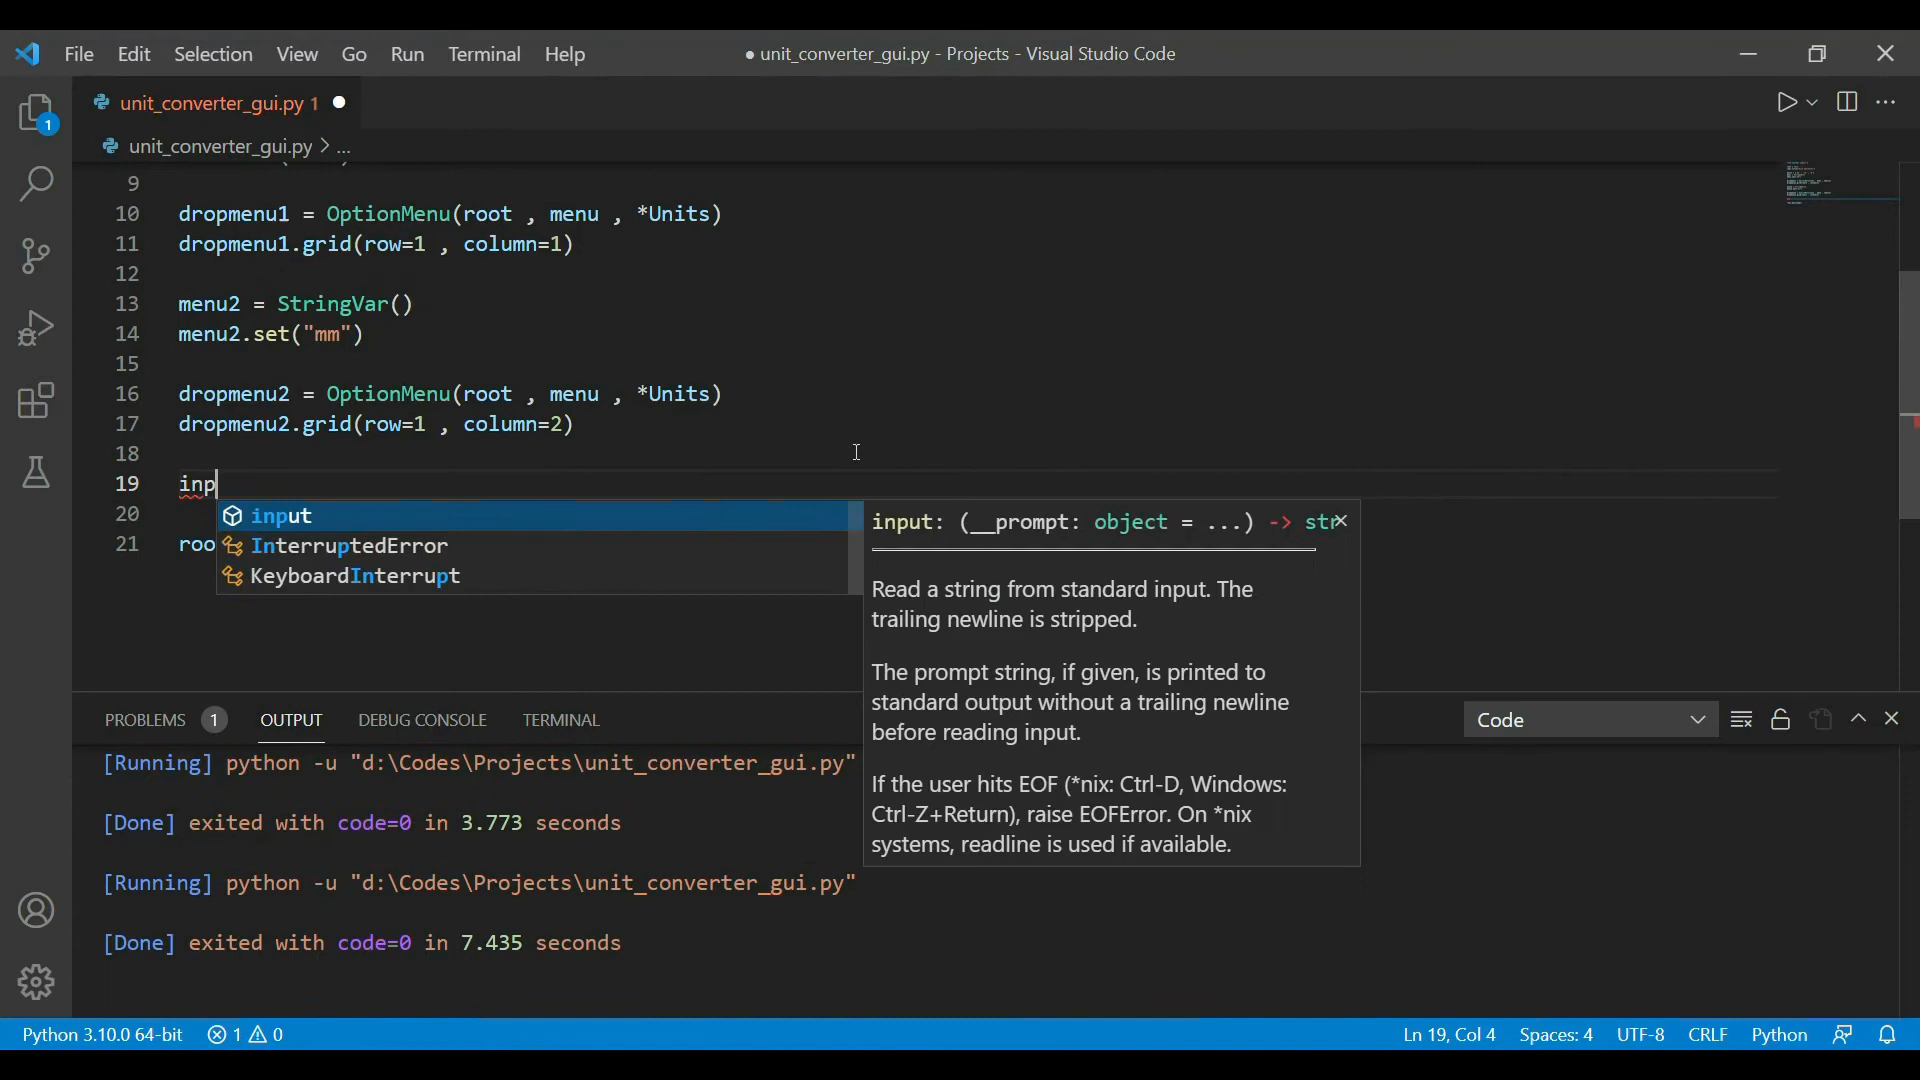 File Edit Selection View Go Run Terminal Help
● unit_converter_gui.py - Projects - Visual Studio Code
unit_converter_gui.py 1 ●
1
unit_converter_gui.py > ...
9
10 dropmenu1 = OptionMenu(root , menu , *Units)
11 dropmenu1.grid(row=1 , column=1)
12
13 menu2 = StringVar()
14 menu2.set("mm")
15
16 dropmenu2 = OptionMenu(root , menu , *Units)
17 dropmenu2.grid(row=1 , column=2)
18
19 inp
20
21 roo
input
InterruptedError
KeyboardInterrupt
input: (__prompt: object = ...) -> str
Read a string from standard input. The
trailing newline is stripped.
The prompt string, if given, is printed to
standard output without a trailing newline
before reading input.
If the user hits EOF (*nix: Ctrl-D, Windows:
Ctrl-Z+Return), raise EOFError. On *nix
systems, readline is used if available.
PROBLEMS 1 OUTPUT DEBUG CONSOLE TERMINAL
Code
[Running] python -u "d:\Codes\Projects\unit_converter_gui.py"
[Done] exited with code=0 in 3.773 seconds
[Running] python -u "d:\Codes\Projects\unit_converter_gui.py"
[Done] exited with code=0 in 7.435 seconds
Python 3.10.0 64-bit 1 0
Ln 19, Col 4 Spaces: 4 UTF-8 CRLF Python